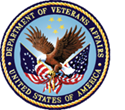 DEPARTMENT OF VETERANS AFFAIRS
UNITED STATES OF AMERICA